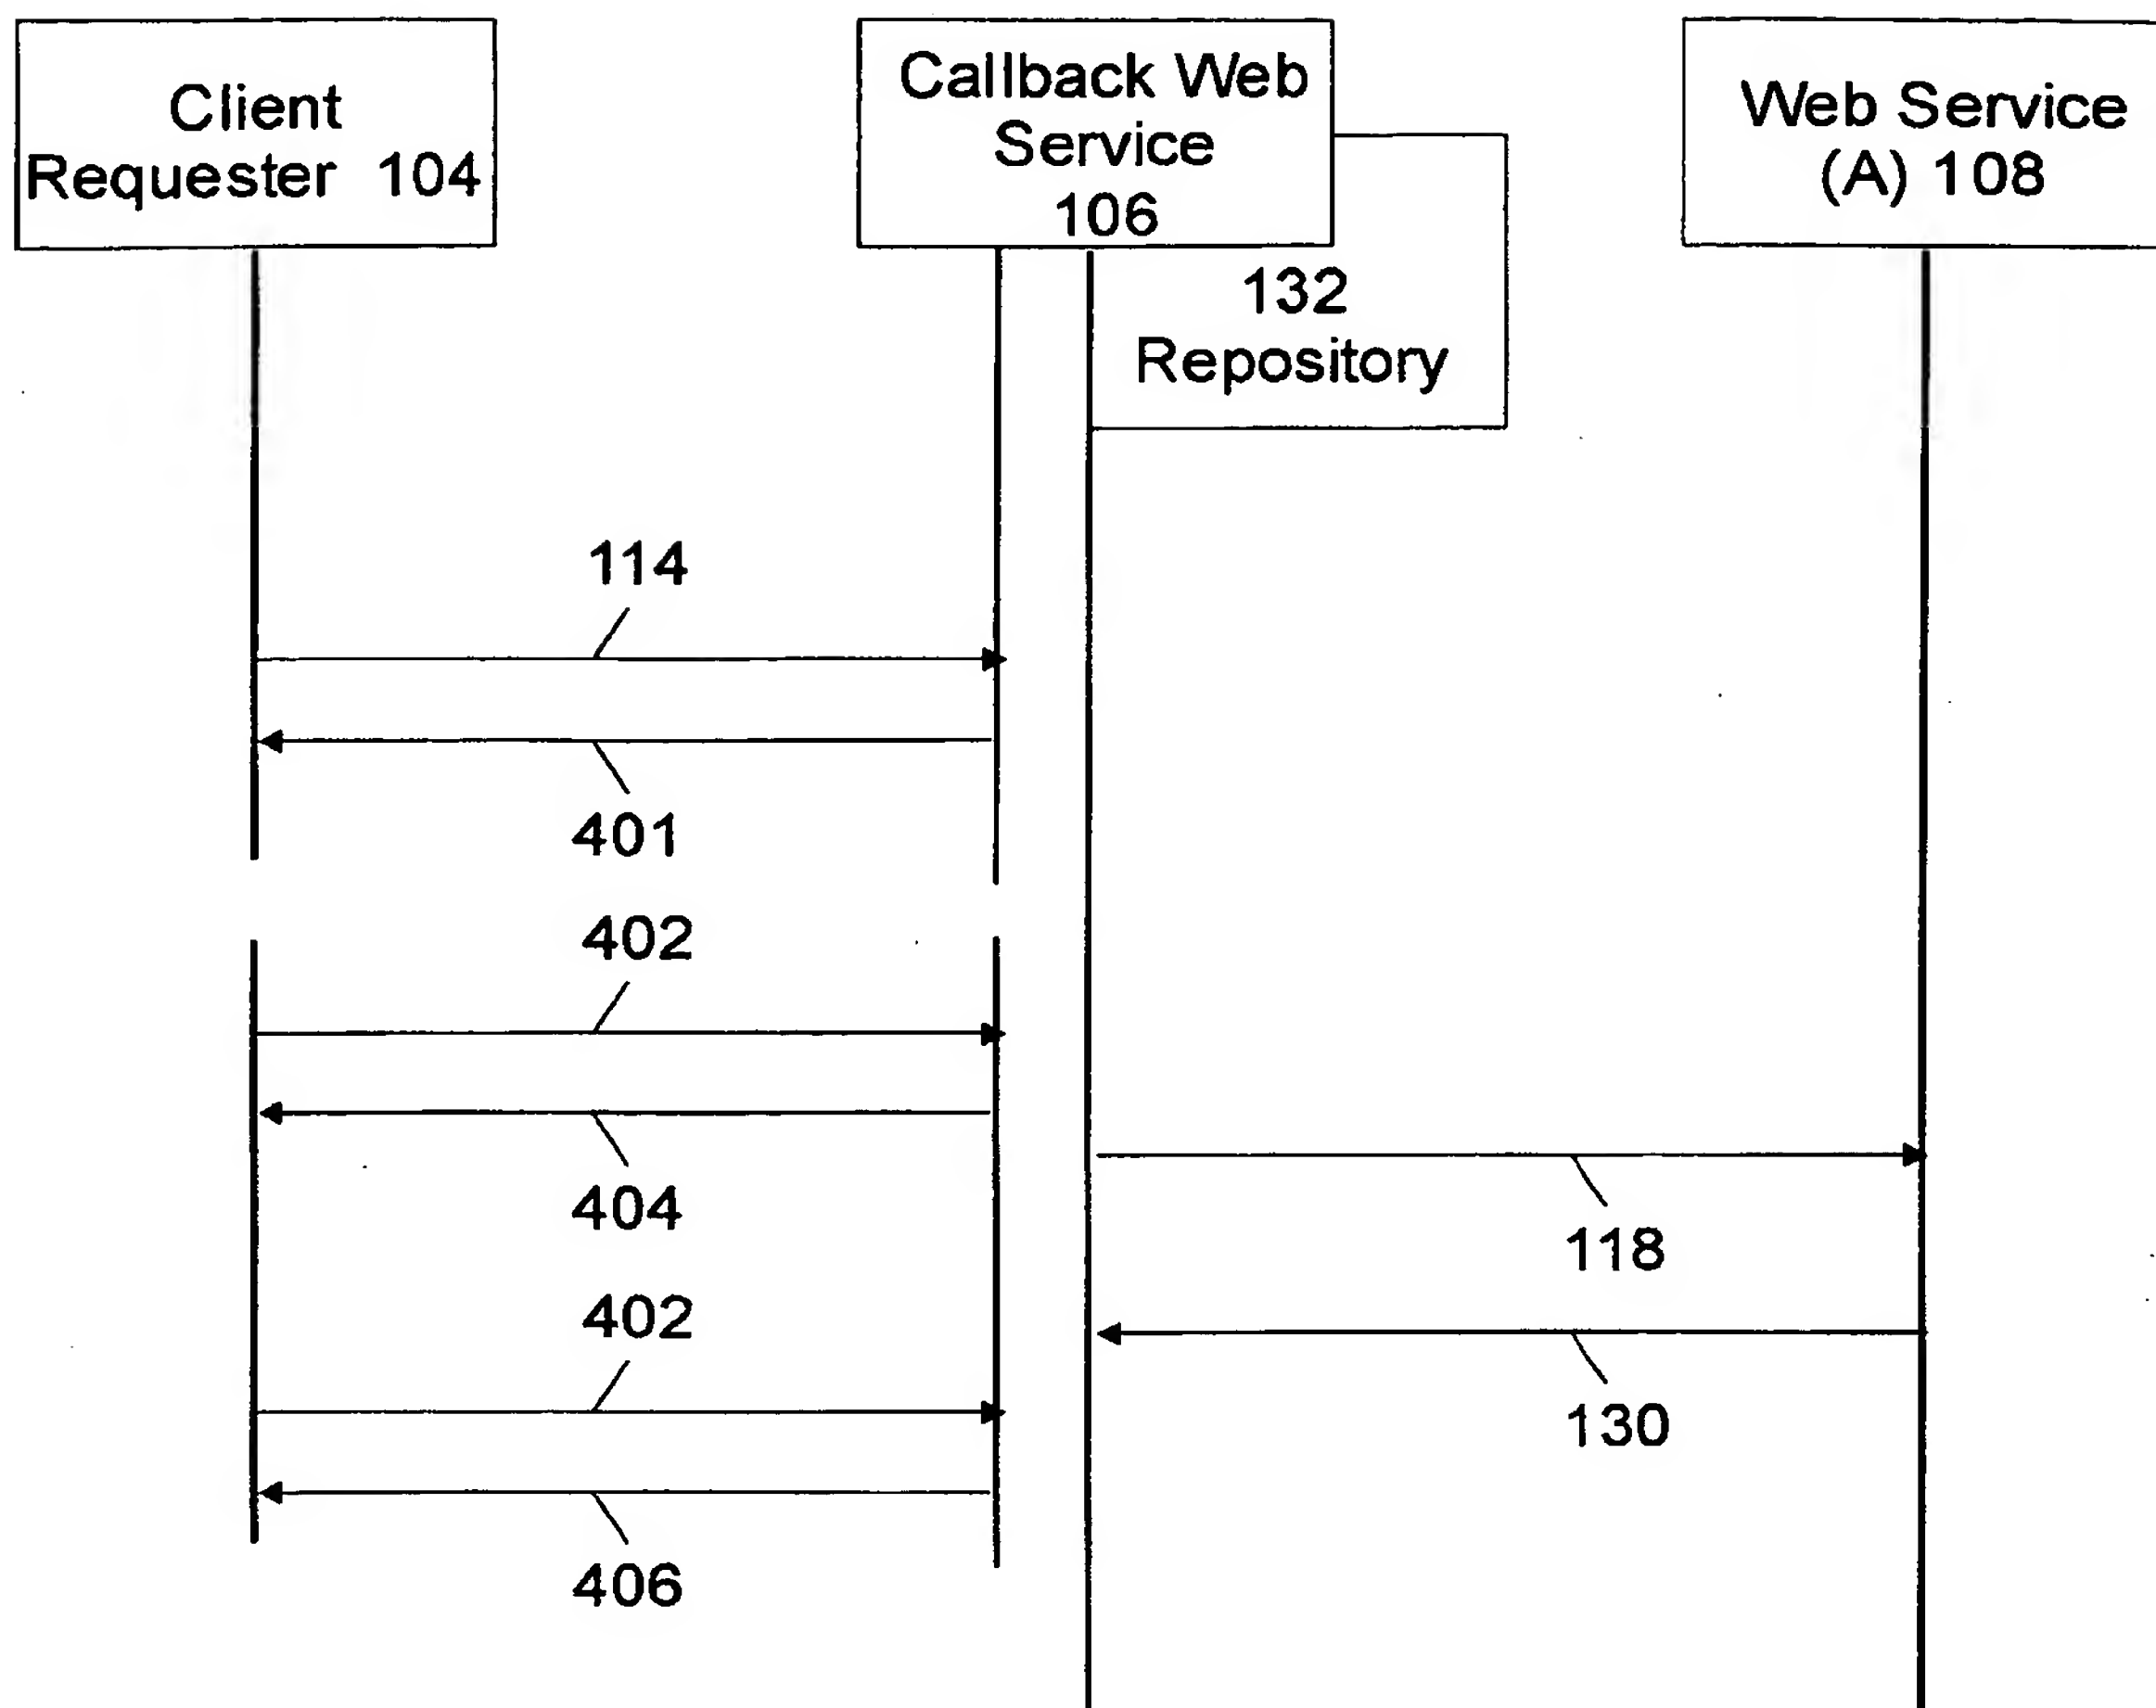 Client
Requester 104
Callback Web
Service
106
Web Service
(A) 108
132
Repository
114
401
402
404
118
402
130
406